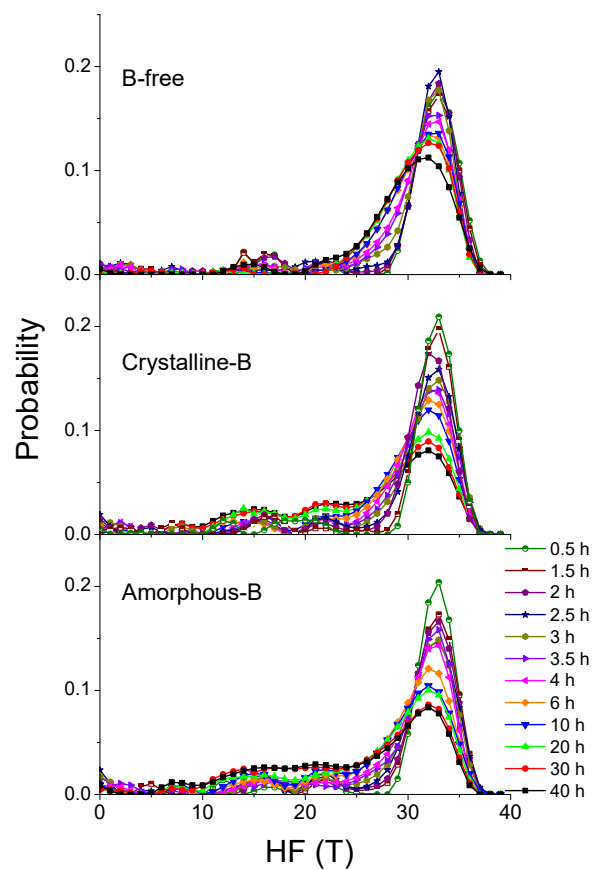 0.2
B-free
0.1
0.0
0.2
Crystalline-B
0.1
0.0
Probability
0.2
Amorphous-B
0.1
0.0
0 10 20 30 40
HF (T)
0.5 h
1.5 h
2 h
2.5 h
3 h
3.5 h
4 h
6 h
10 h
20 h
30 h
40 h